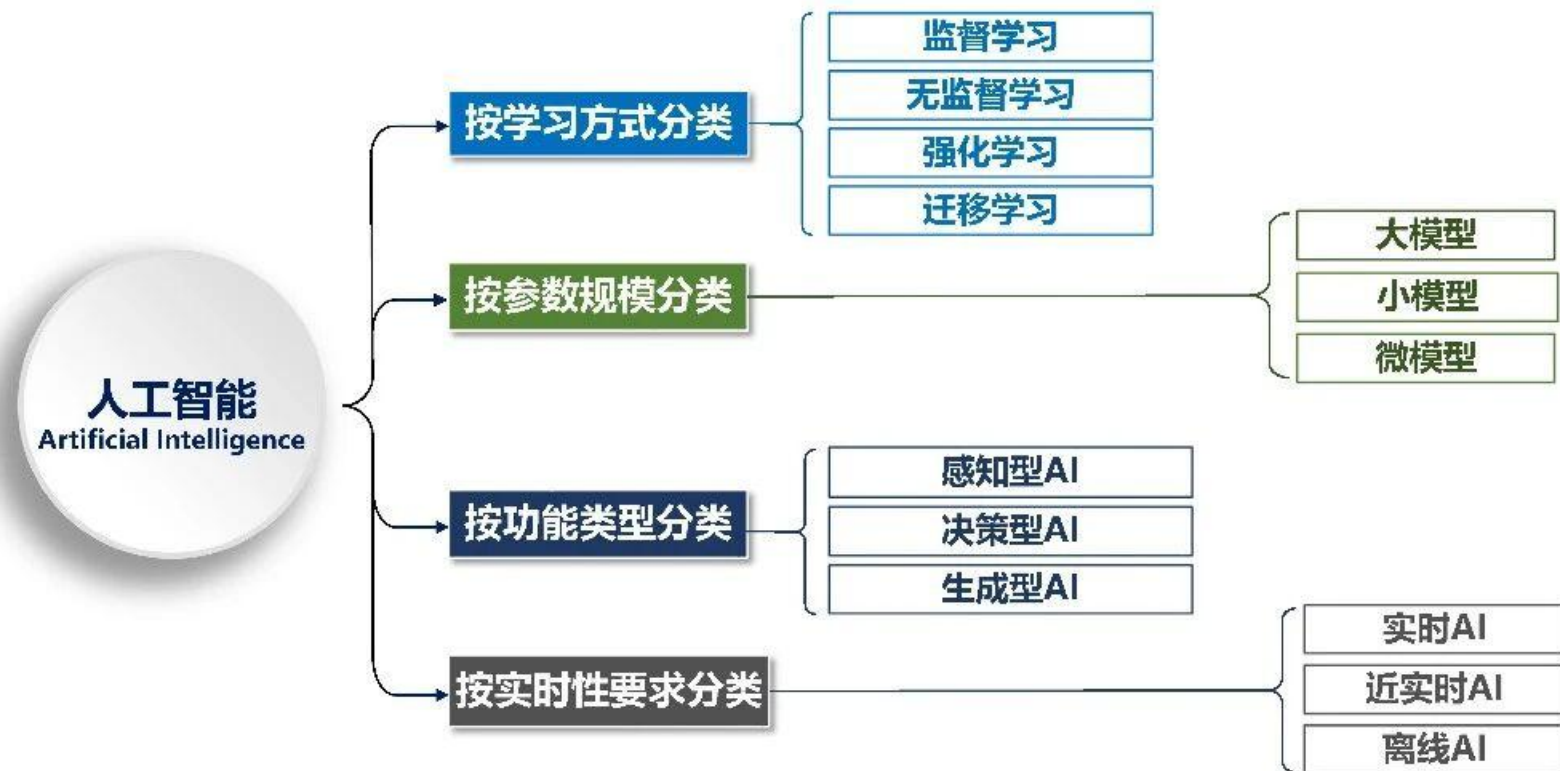 人工智能
Artificial Intelligence
按学习方式分类
监督学习
无监督学习
强化学习
迁移学习
按参数规模分类
大模型
小模型
微模型
按功能类型分类
感知型AI
决策型AI
生成型AI
按实时性要求分类
实时AI
近实时AI
离线AI